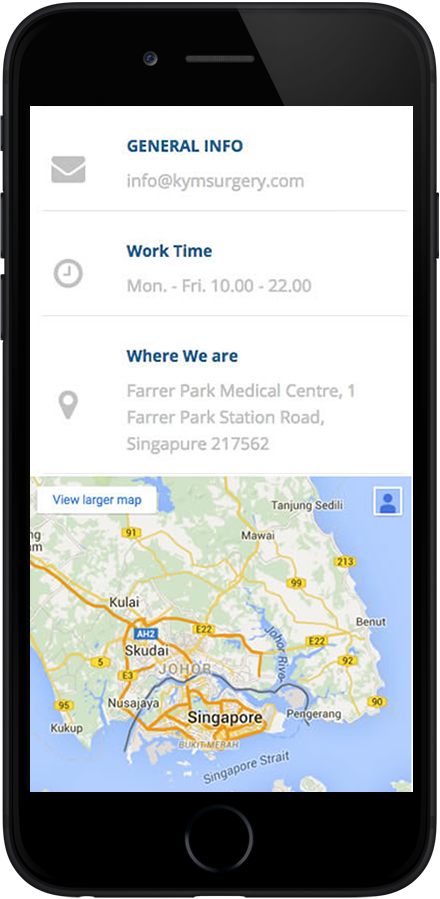 GENERAL INFO
info@kymsurgery.com
Work Time
Mon. - Fri. 10.00 - 22.00
Where We are
Farrer Park Medical Centre, 1
Farrer Park Station Road,
Singapure 217562
View larger map
Tanjung Sedili
91
Mawai
ng
213
99
Kulai
Benut
AH2
E22
Skudai
Johor River
E22
JOHOR
92
5
E3
Nusajaya
90
95
Singapore
Pengerang
Kukup
BUKIT MERAH
Singapore Strait